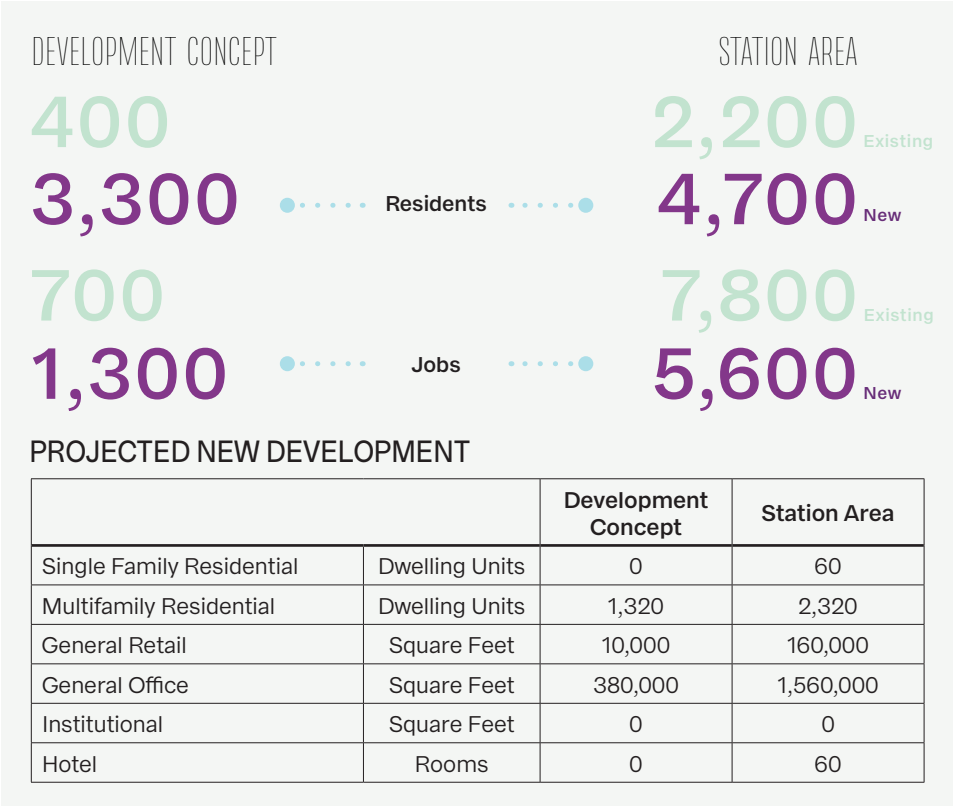 DEVELOPMENT CONCEPT STATION AREA
400 2,200 Existing
3,300 Residents 4,700 New
700 7,800 Existing
1,300 Jobs 5,600 New
PROJECTED NEW DEVELOPMENT
Development Concept Station Area
Single Family Residential Dwelling Units 0 60
Multifamily Residential Dwelling Units 1,320 2,320
General Retail Square Feet 10,000 160,000
General Office Square Feet 380,000 1,560,000
Institutional Square Feet 0 0
Hotel Rooms 0 60